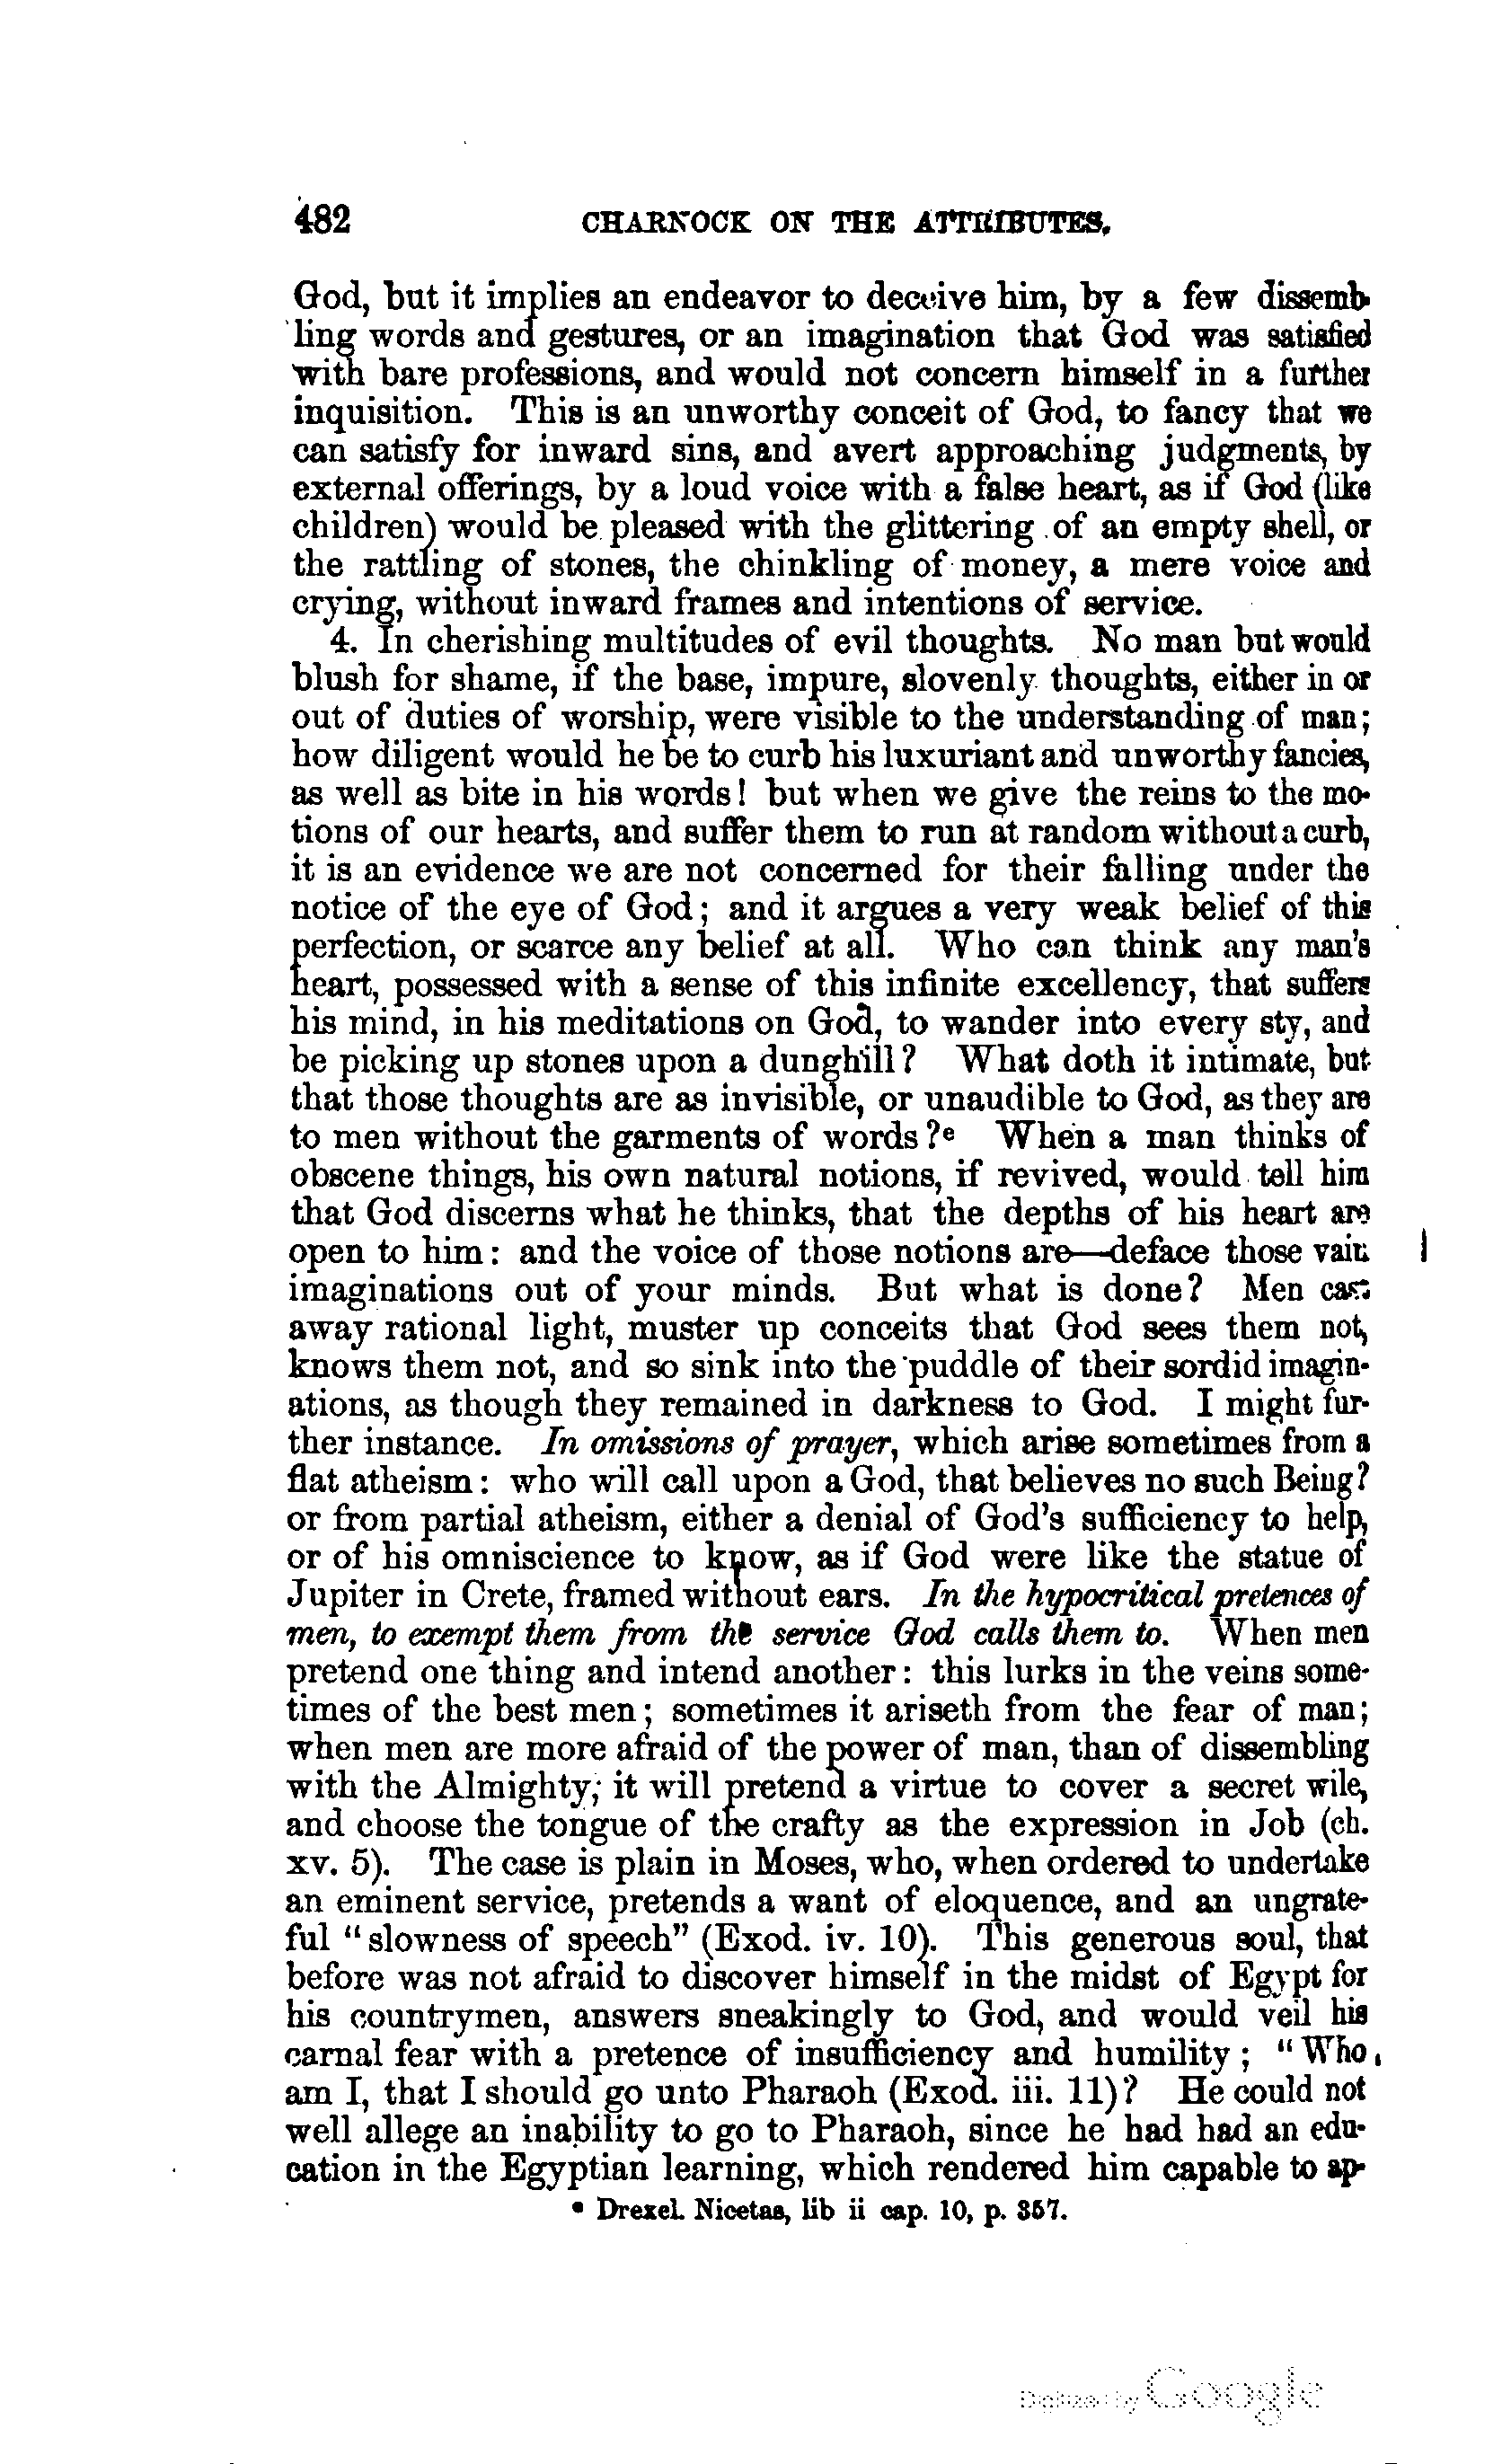 482 CHARNOCK ON THE ATTRIBUTES.
God, but it implies an endeavor to deceive him, by a few dissemb-
ling words and gestures, or an imagination that God was satisfied
with bare professions, and would not concern himself in a further
inquisition. This is an unworthy conceit of God, to fancy that we
can satisfy for inward sins, and avert approaching judgments, by
external offerings, by a loud voice with a false heart, as if God (like
children) would be pleased with the glittering of an empty shell, or
the rattling of stones, the chinkling of money, a mere voice and
crying, without inward frames and intentions of service.
4. In cherishing multitudes of evil thoughts. No man but would
blush for shame, if the base, impure, slovenly thoughts, either in or
out of duties of worship, were visible to the understanding of man;
how diligent would he be to curb his luxuriant and unworthy fancies,
as well as bite in his words! but when we give the reins to the mo-
tions of our hearts, and suffer them to run at random without a curb,
it is an evidence we are not concerned for their falling under the
notice of the eye of God; and it argues a very weak belief of this
perfection, or scarce any belief at all. Who can think any man's
heart, possessed with a sense of this infinite excellency, that suffers
his mind, in his meditations on God, to wander into every sty, and
be picking up stones upon a dunghill? What doth it intimate, but
that those thoughts are as invisible, or unaudible to God, as they are
to men without the garments of words?e When a man thinks of
obscene things, his own natural notions, if revived, would tell him
that God discerns what he thinks, that the depths of his heart are
open to him: and the voice of those notions are—deface those vain
imaginations out of your minds. But what is done? Men cast
away rational light, muster up conceits that God sees them not,
knows them not, and so sink into the puddle of their sordid imagin-
ations, as though they remained in darkness to God. I might fur-
ther instance. In omissions of prayer, which arise sometimes from a
flat atheism: who will call upon a God, that believes no such Being?
or from partial atheism, either a denial of God's sufficiency to help,
or of his omniscience to know, as if God were like the statue of
Jupiter in Crete, framed without ears. In the hypocritical pretences of
men, to exempt them from the service God calls them to. When men
pretend one thing and intend another: this lurks in the veins some-
times of the best men; sometimes it ariseth from the fear of man;
when men are more afraid of the power of man, than of dissembling
with the Almighty; it will pretend a virtue to cover a secret wile,
and choose the tongue of the crafty as the expression in Job (ch.
xv. 5). The case is plain in Moses, who, when ordered to undertake
an eminent service, pretends a want of eloquence, and an ungrate-
ful "slowness of speech" (Exod. iv. 10). This generous soul, that
before was not afraid to discover himself in the midst of Egypt for
his countrymen, answers sneakingly to God, and would veil his
carnal fear with a pretence of insufficiency and humility; "Who
am I, that I should go unto Pharaoh (Exod. iii. 11)? He could not
well allege an inability to go to Pharaoh, since he had had an edu-
cation in the Egyptian learning, which rendered him capable to ap-
e Drexel. Nicetas, lib ii cap. 10, p. 357.
Digitized by Google